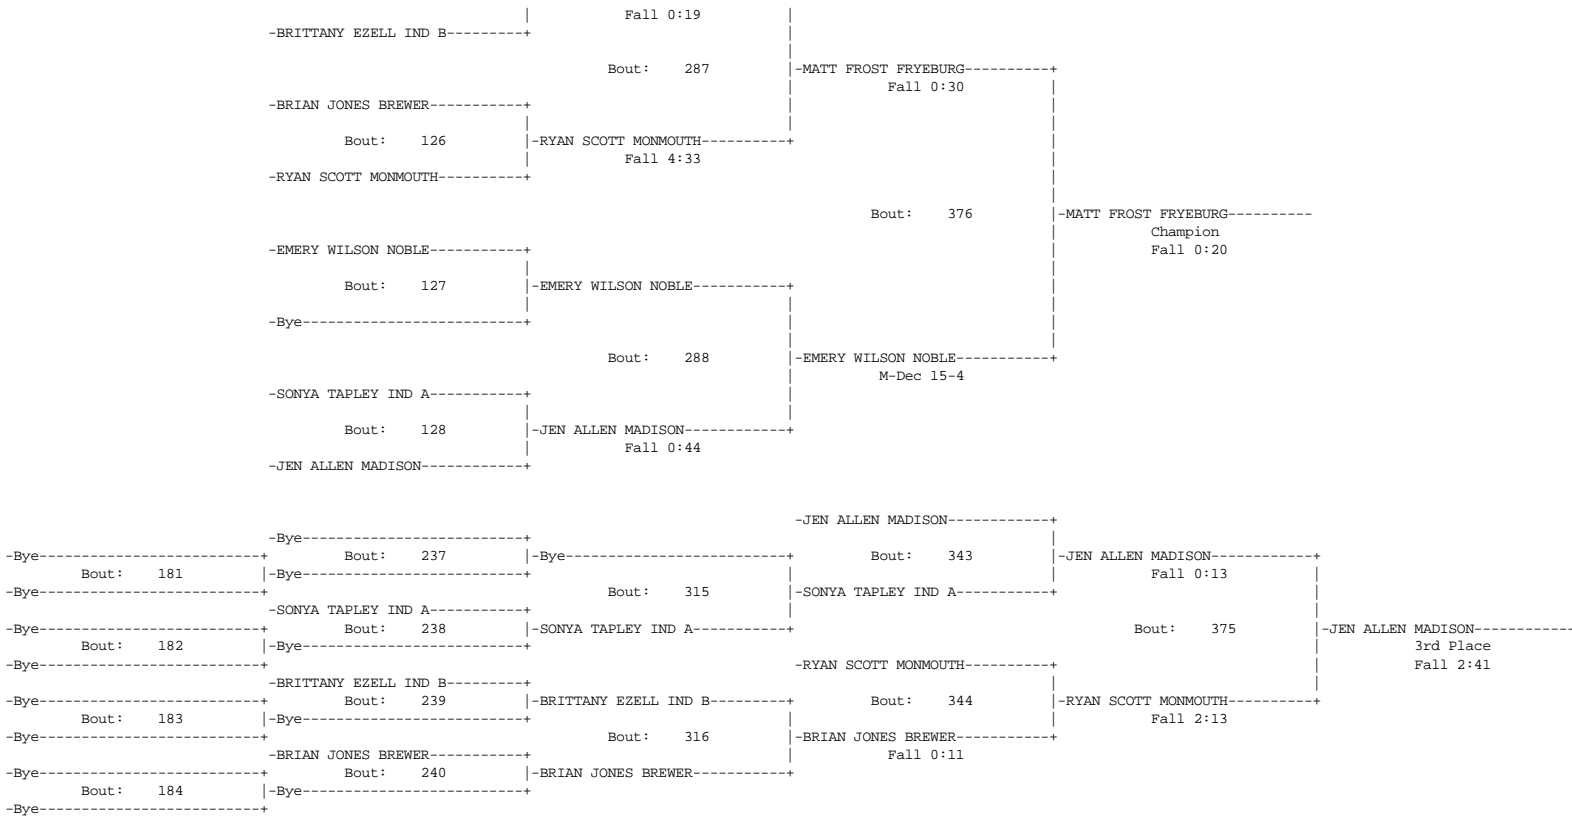 Fall 0:19
-BRITTANY EZELL IND B---------+
Bout: 287 |-MATT FROST FRYEBURG----------+
Fall 0:30
-BRIAN JONES BREWER-----------+
Bout: 126 |-RYAN SCOTT MONMOUTH----------+
Fall 4:33
-RYAN SCOTT MONMOUTH----------+
Bout: 376 |-MATT FROST FRYEBURG----------
Champion
-EMERY WILSON NOBLE-----------+ Fall 0:20
Bout: 127 |-EMERY WILSON NOBLE-----------+
-Bye--------------------------+
Bout: 288 |-EMERY WILSON NOBLE-----------+
M-Dec 15-4
-SONYA TAPLEY IND A-----------+
Bout: 128 |-JEN ALLEN MADISON------------+
Fall 0:44
-JEN ALLEN MADISON------------+
-JEN ALLEN MADISON------------+
-Bye--------------------------+
-Bye--------------------------+ Bout: 237 |-Bye--------------------------+ Bout: 343 |-JEN ALLEN MADISON------------+
Bout: 181 |-Bye--------------------------+ Fall 0:13
-Bye--------------------------+ Bout: 315 |-SONYA TAPLEY IND A-----------+
-SONYA TAPLEY IND A-----------+
-Bye--------------------------+ Bout: 238 |-SONYA TAPLEY IND A-----------+ Bout: 375 |-JEN ALLEN MADISON------------
Bout: 182 |-Bye--------------------------+ 3rd Place
-Bye--------------------------+ -RYAN SCOTT MONMOUTH----------+ Fall 2:41
-BRITTANY EZELL IND B---------+
-Bye--------------------------+ Bout: 239 |-BRITTANY EZELL IND B---------+ Bout: 344 |-RYAN SCOTT MONMOUTH----------+
Bout: 183 |-Bye--------------------------+ Fall 2:13
-Bye--------------------------+ Bout: 316 |-BRIAN JONES BREWER-----------+
-BRIAN JONES BREWER-----------+ Fall 0:11
-Bye--------------------------+ Bout: 240 |-BRIAN JONES BREWER-----------+
Bout: 184 |-Bye--------------------------+
-Bye--------------------------+